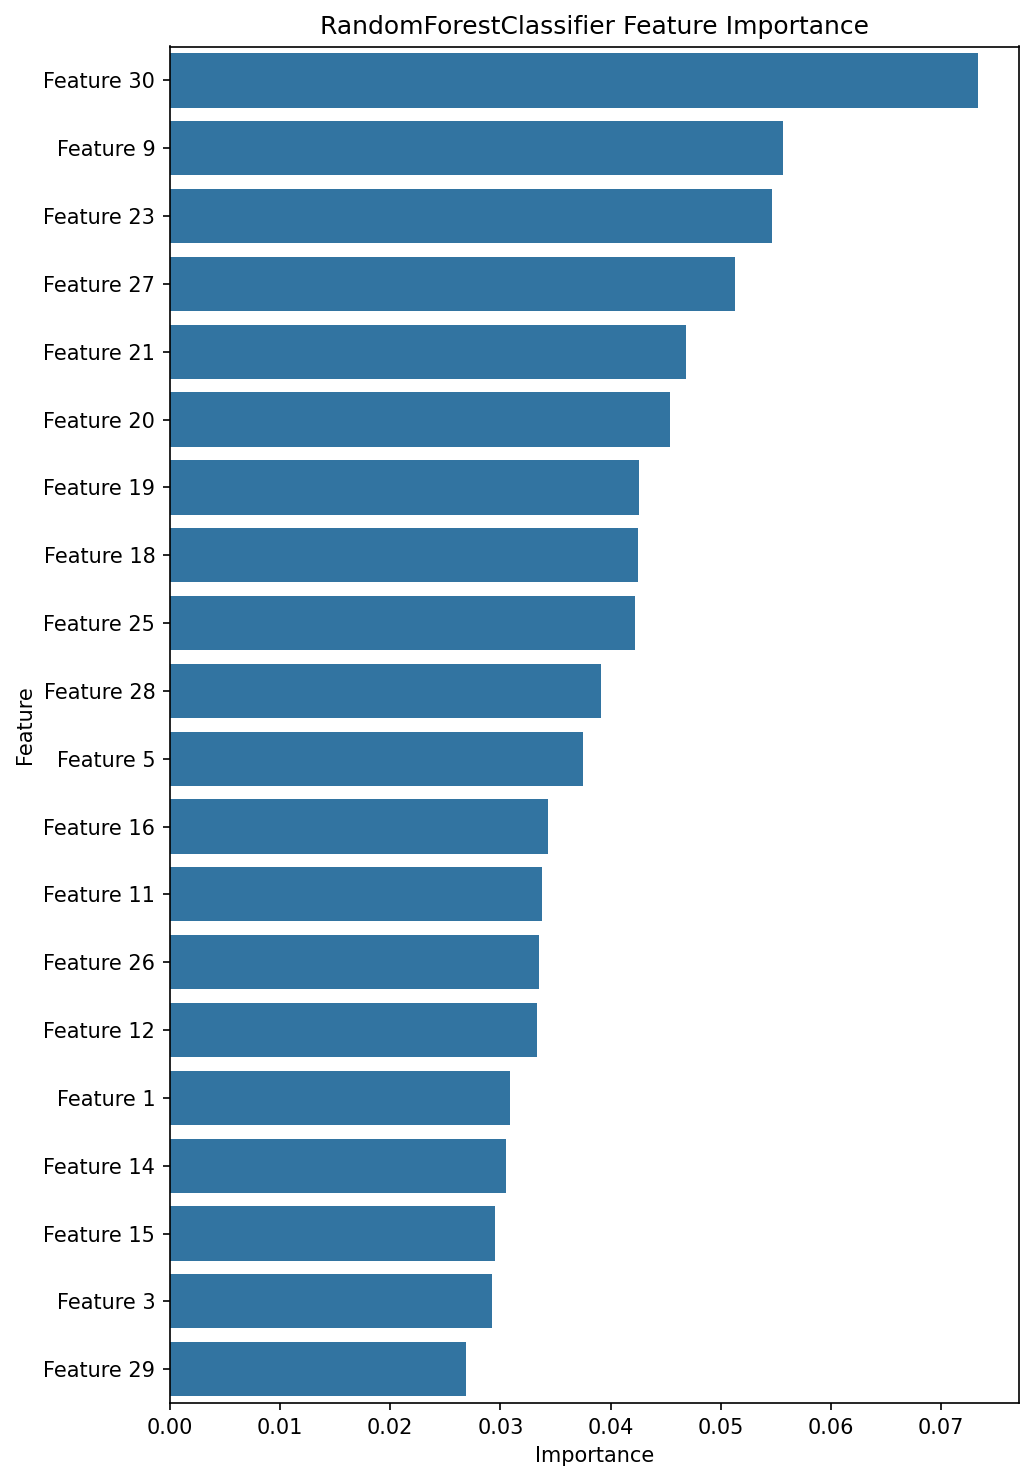 RandomForestClassifier Feature Importance
Feature 30
Feature 9
Feature 23
Feature 27
Feature 21
Feature 20
Feature 19
Feature 18
Feature 25
Feature 28
Feature 5
Feature 16
Feature 11
Feature 26
Feature 12
Feature 1
Feature 14
Feature 15
Feature 3
Feature 29
Feature
0.00 0.01 0.02 0.03 0.04 0.05 0.06 0.07
Importance